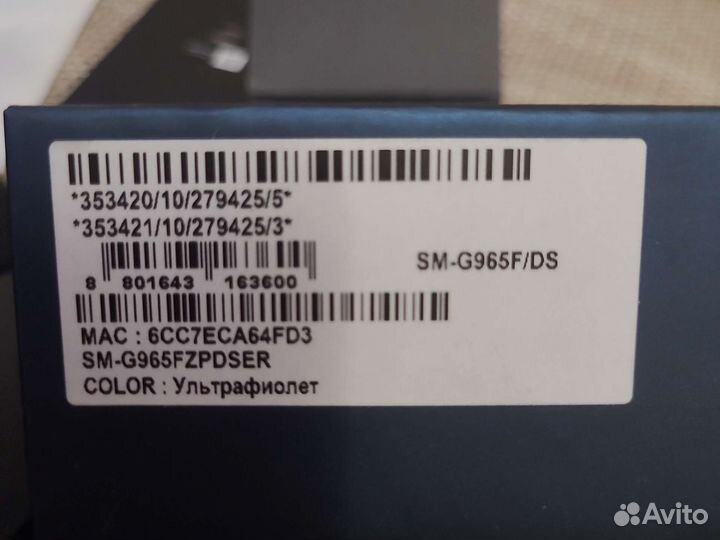 *353420/10/279425/5*
*353421/10/279425/3*
8 801643 163600
SM-G965F/DS
MAC : 6CC7ECA64FD3
SM-G965FZPDSER
COLOR : Ультрафиолет
Avito